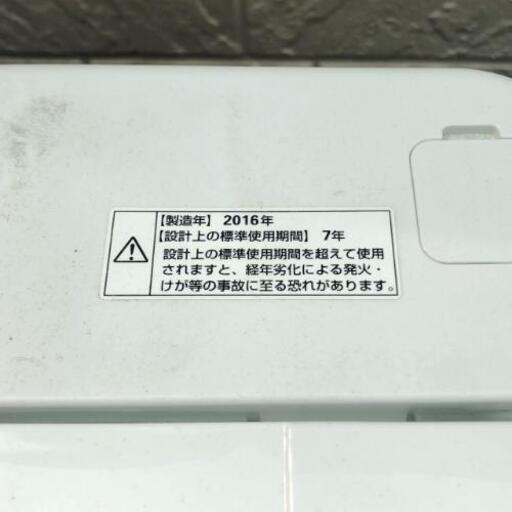 【製造年】 2016年
【設計上の標準使用期間】 7年
設計上の標準使用期間を超えて使用
されますと、経年劣化による発火・
けが等の事故に至る恐れがあります。